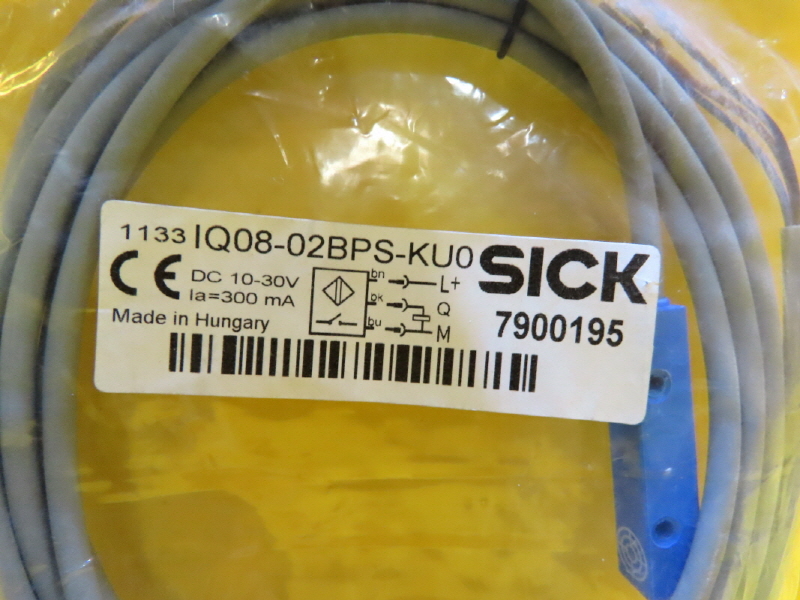 1133 IQ08-02BPS-KU0
SICK
CE DC 10-30V
Ia=300 mA
bn L+
bk Q
bu M
Made in Hungary
7900195